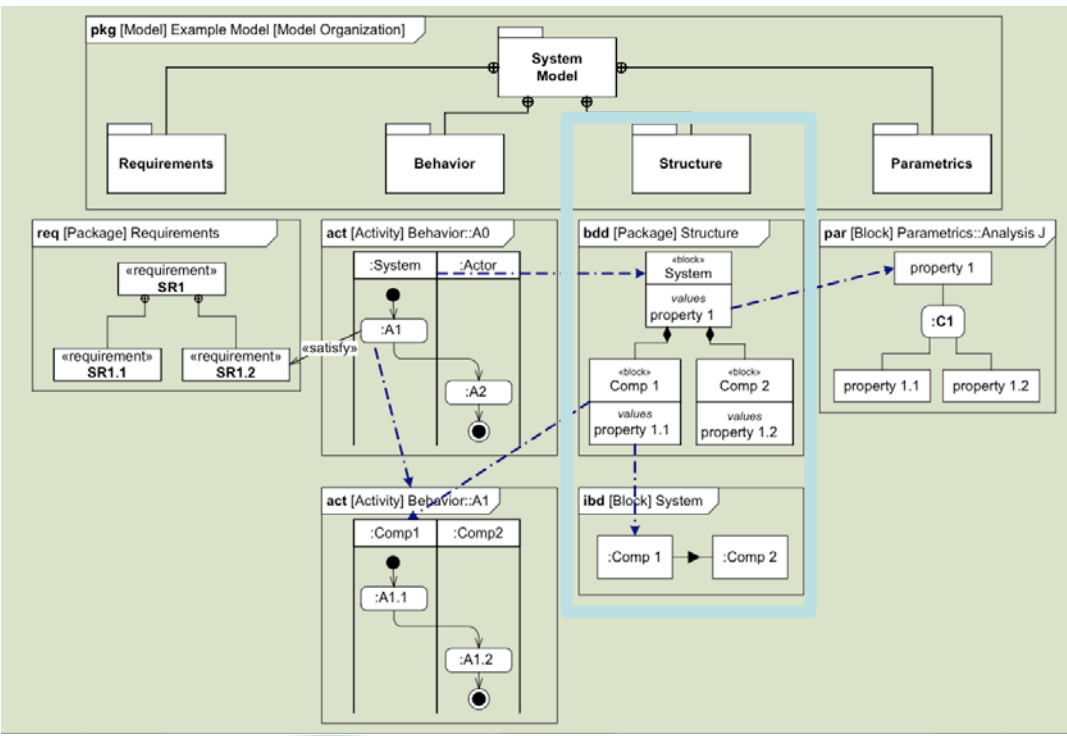 pkg [Model] Example Model [Model Organization]
System
Model
Requirements
Behavior
Structure
Parametrics
req [Package] Requirements
«requirement»
SR1
«requirement»
SR1.1
«requirement»
SR1.2
act [Activity] Behavior::A0
:System
:Actor
:A1
«satisfy»
:A2
bdd [Package] Structure
«block»
System
values
property 1
«block»
Comp 1
values
property 1.1
«block»
Comp 2
values
property 1.2
par [Block] Parametrics::Analysis J
property 1
:C1
property 1.1
property 1.2
act [Activity] Behavior::A1
:Comp1
:Comp2
:A1.1
:A1.2
ibd [Block] System
:Comp 1
:Comp 2